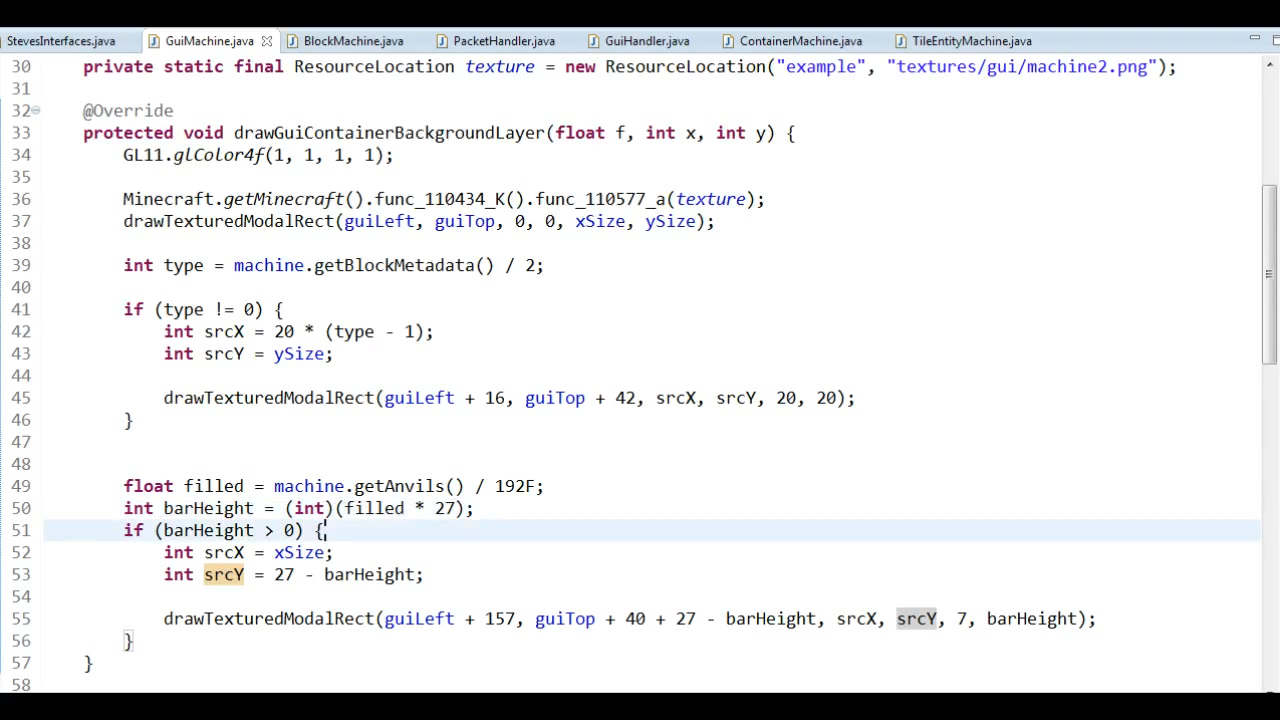 StevesInterfaces.java GuiMachine.java BlockMachine.java PacketHandler.java GuiHandler.java ContainerMachine.java TileEntityMachine.java
30 private static final ResourceLocation texture = new ResourceLocation("example", "textures/gui/machine2.png");
31
32 @Override
33 protected void drawGuiContainerBackgroundLayer(float f, int x, int y) {
34 GL11.glColor4f(1, 1, 1, 1);
35
36 Minecraft.getMinecraft().func_110434_K().func_110577_a(texture);
37 drawTexturedModalRect(guiLeft, guiTop, 0, 0, xSize, ySize);
38
39 int type = machine.getBlockMetadata() / 2;
40
41 if (type != 0) {
42 int srcX = 20 * (type - 1);
43 int srcY = ySize;
44
45 drawTexturedModalRect(guiLeft + 16, guiTop + 42, srcX, srcY, 20, 20);
46 }
47
48
49 float filled = machine.getAnvils() / 192F;
50 int barHeight = (int)(filled * 27);
51 if (barHeight > 0) {
52 int srcX = xSize;
53 int srcY = 27 - barHeight;
54
55 drawTexturedModalRect(guiLeft + 157, guiTop + 40 + 27 - barHeight, srcX, srcY, 7, barHeight);
56 }
57 }
58